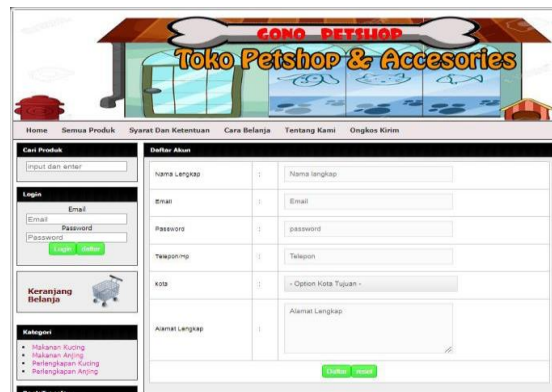 GONO PETSHOP
Toko Petshop & Accesories
Home Semua Produk Syarat Dan Ketentuan Cara Belanja Tentang Kami Ongkos Kirim
Cari Produk
input dan enter
Login
Email
Email
Password
Password
Login Daftar
Keranjang
Belanja
Kategori
Makanan Kucing
Makanan Anjing
Perlengkapan Kucing
Perlengkapan Anjing
Daftar Akun
Nama Lengkap : Nama langkap
Email : Email
Password : password
Telepon/Hp : Telepon
kota : - Option Kota Tujuan -
Alamat Lengkap : Alamat Lengkap
Daftar reset